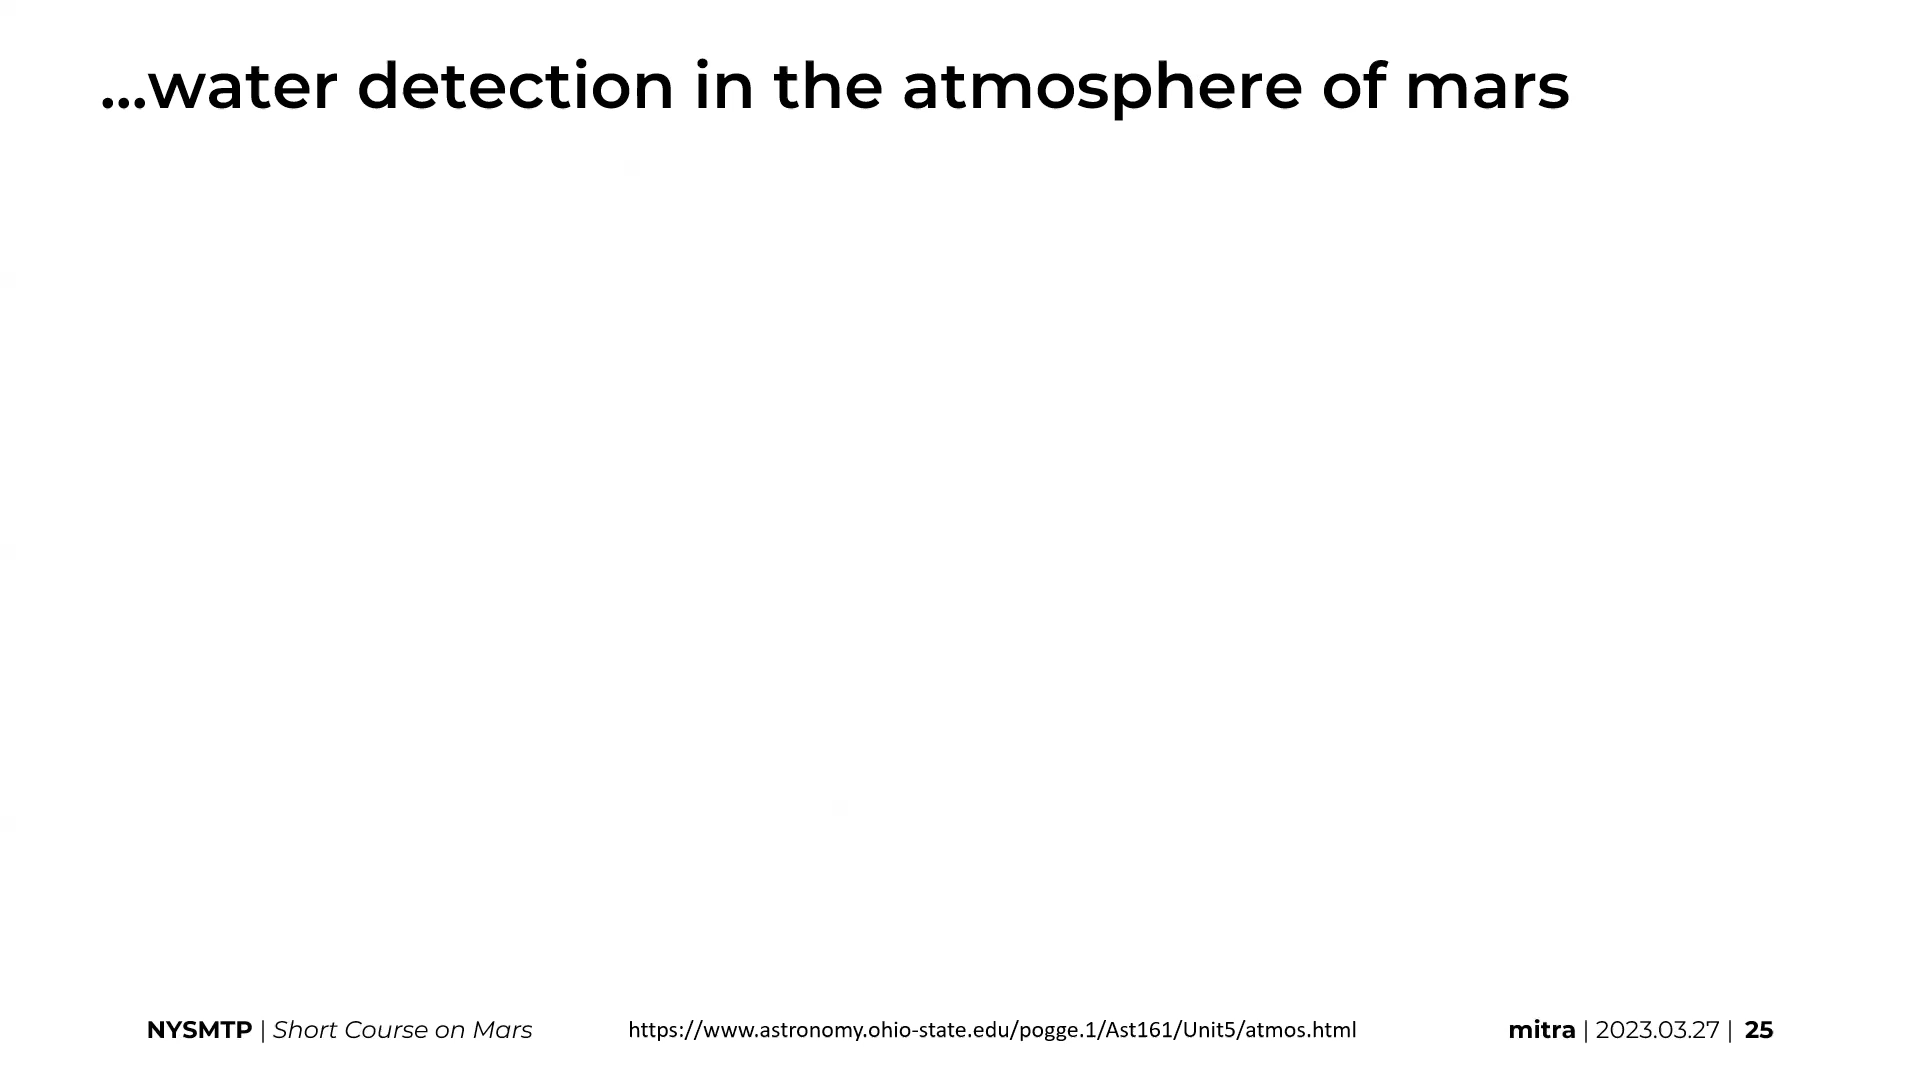 ...water detection in the atmosphere of mars
NYSMTP | Short Course on Mars
https://www.astronomy.ohio-state.edu/pogge.1/Ast161/Unit5/atmos.html
mitra | 2023.03.27 | 25